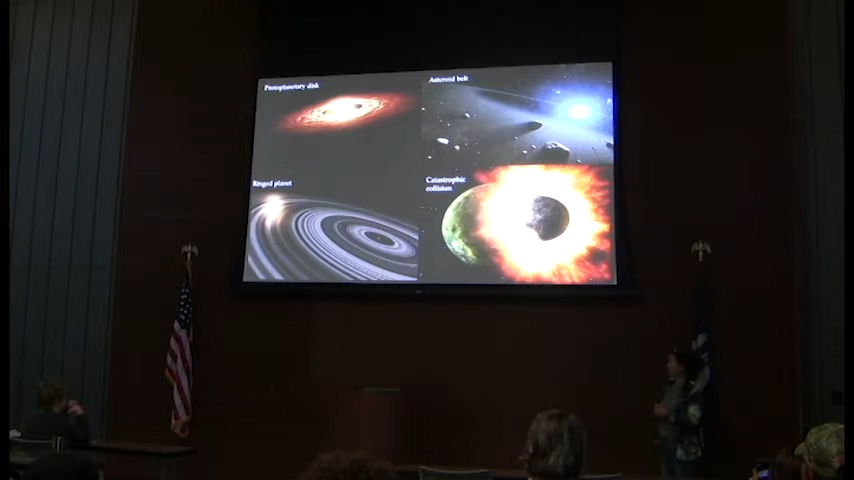 Protoplanetary disk
Asteroid belt
Ringed planet
Catastrophic
collision